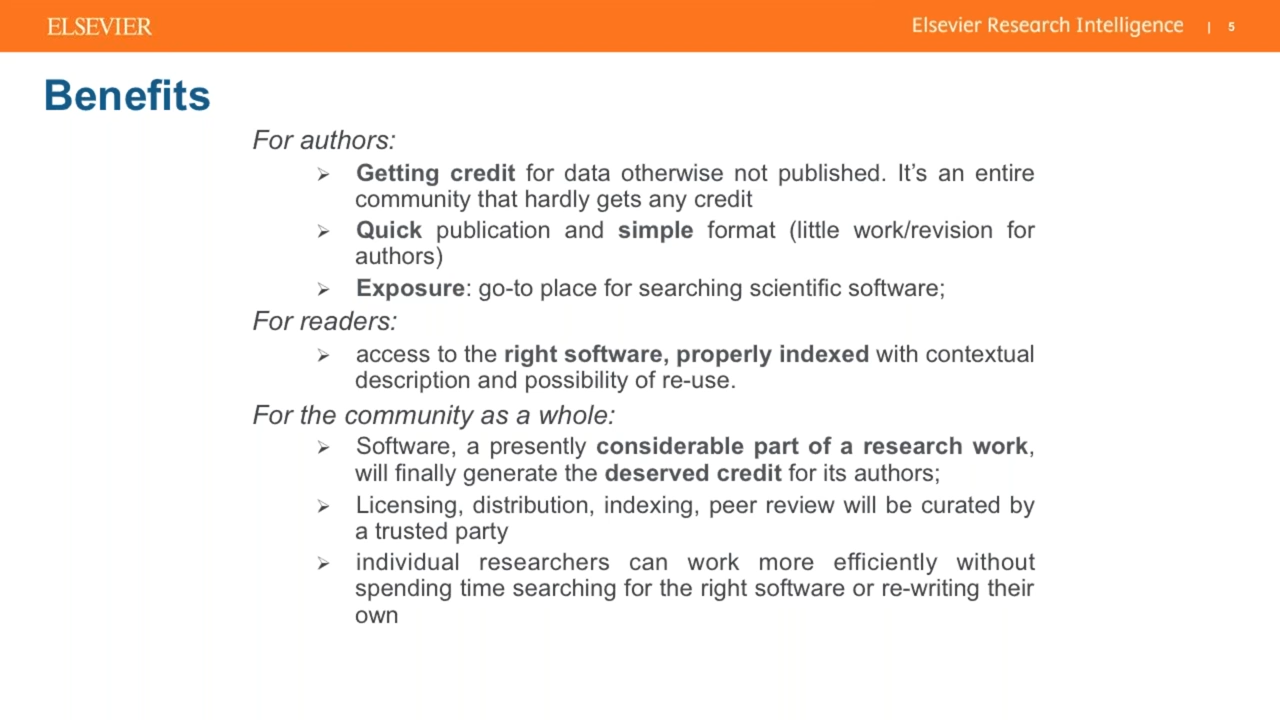 ELSEVIER
Elsevier Research Intelligence | 5
Benefits
For authors:
➢ Getting credit for data otherwise not published. It’s an entire
community that hardly gets any credit
➢ Quick publication and simple format (little work/revision for
authors)
➢ Exposure: go-to place for searching scientific software;
For readers:
➢ access to the right software, properly indexed with contextual
description and possibility of re-use.
For the community as a whole:
➢ Software, a presently considerable part of a research work,
will finally generate the deserved credit for its authors;
➢ Licensing, distribution, indexing, peer review will be curated by
a trusted party
➢ individual researchers can work more efficiently without
spending time searching for the right software or re-writing their
own